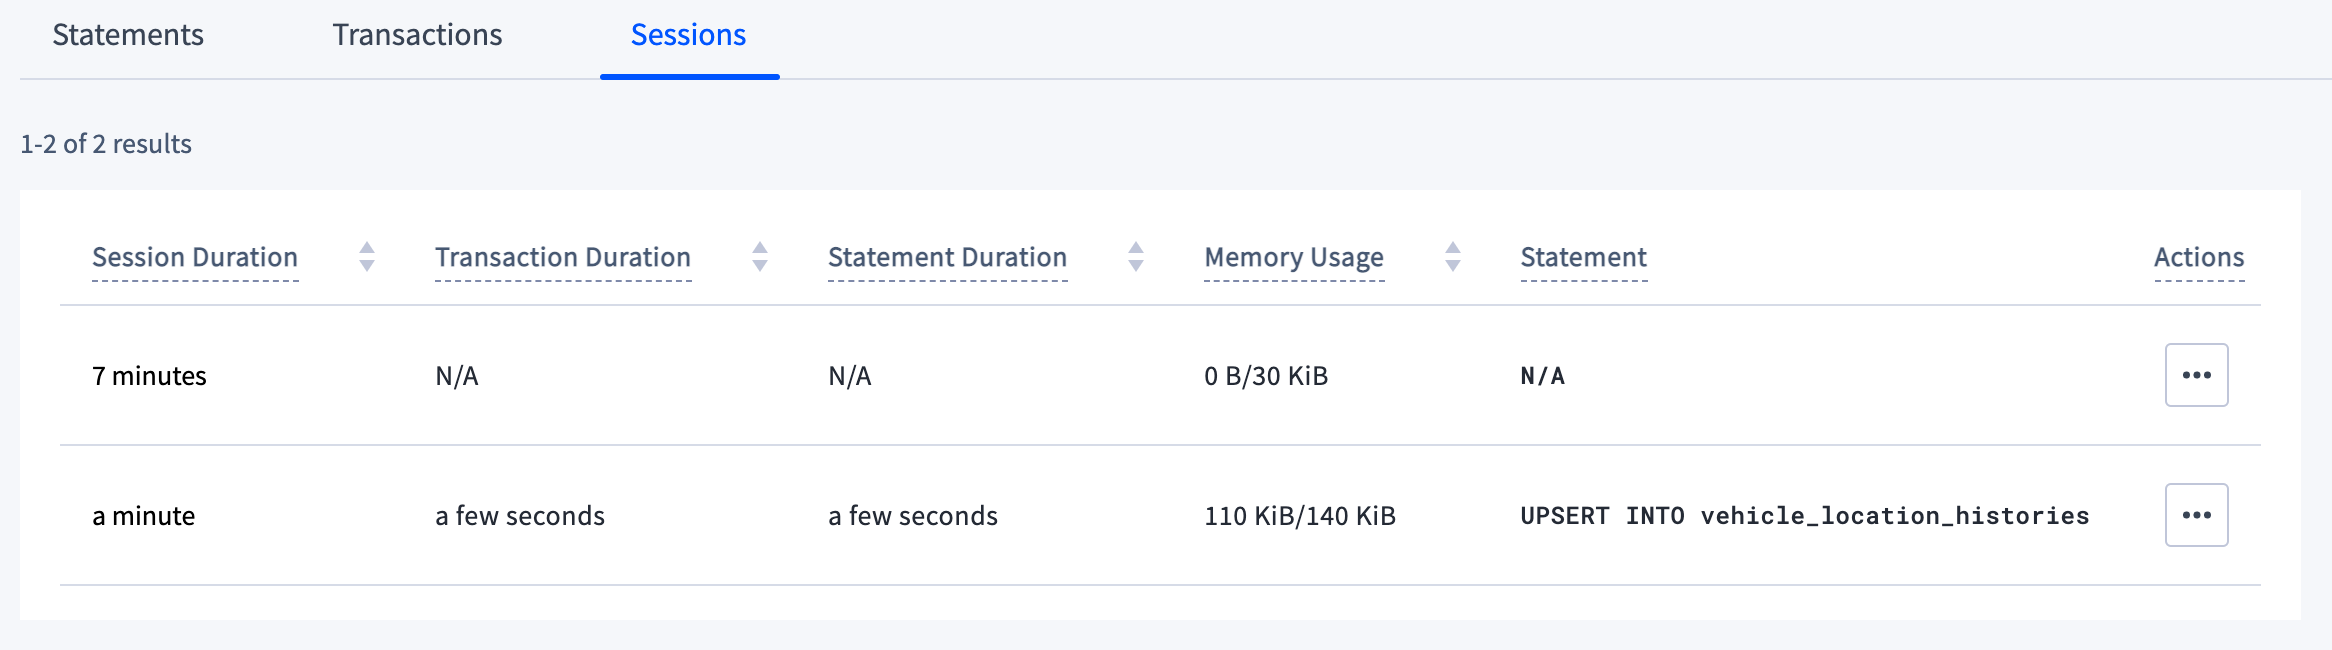 Statements Transactions Sessions
1-2 of 2 results
Session Duration Transaction Duration Statement Duration Memory Usage Statement Actions
7 minutes N/A N/A 0 B/30 KiB N/A
a minute a few seconds a few seconds 110 KiB/140 KiB UPSERT INTO vehicle_location_histories